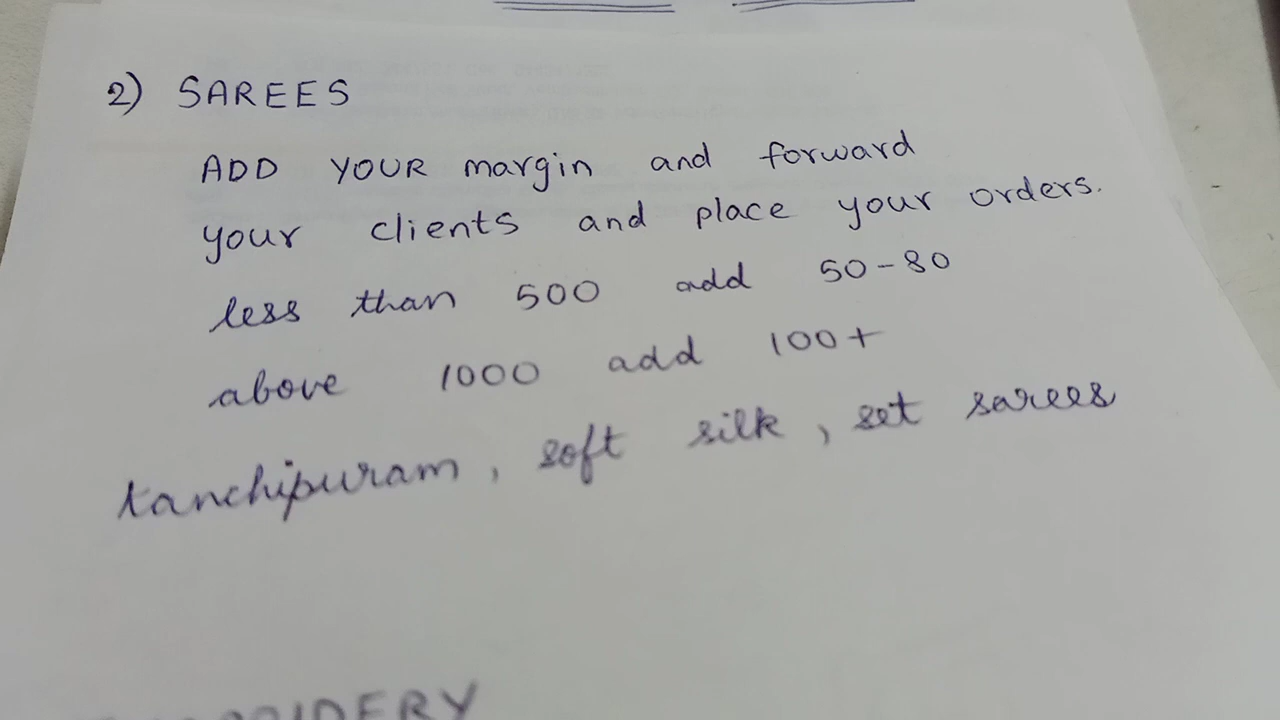 2) SAREES
ADD YOUR margin and forward
your clients and place your orders.
less than 500 add 50-80
above 1000 add 100+
kanchipuram, soft silk, set sarees